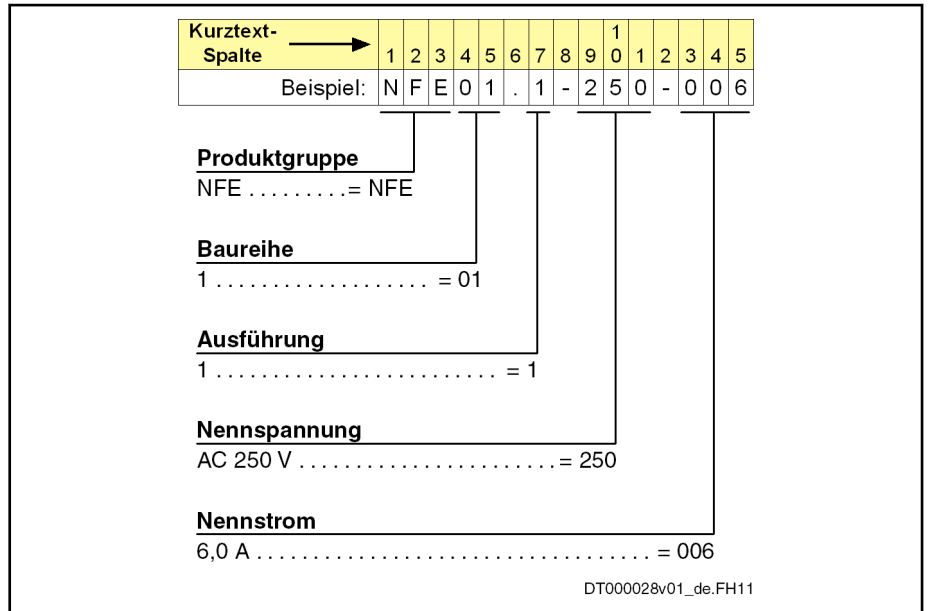 Kurztext-
Spalte
1 2 3 4 5 6 7 8 9 1 0 1 2 3 4 5
Beispiel: N F E 0 1 . 1 - 2 5 0 - 0 0 6
Produktgruppe
NFE . . . . . . . . . = NFE
Baureihe
1 . . . . . . . . . . . . . . . . . . . = 01
Ausführung
1 . . . . . . . . . . . . . . . . . . . . . . . . . = 1
Nennspannung
AC 250 V . . . . . . . . . . . . . . . . . . . . . . . = 250
Nennstrom
6,0 A . . . . . . . . . . . . . . . . . . . . . . . . . . . . . . . . . . . = 006
DT000028v01_de.FH11